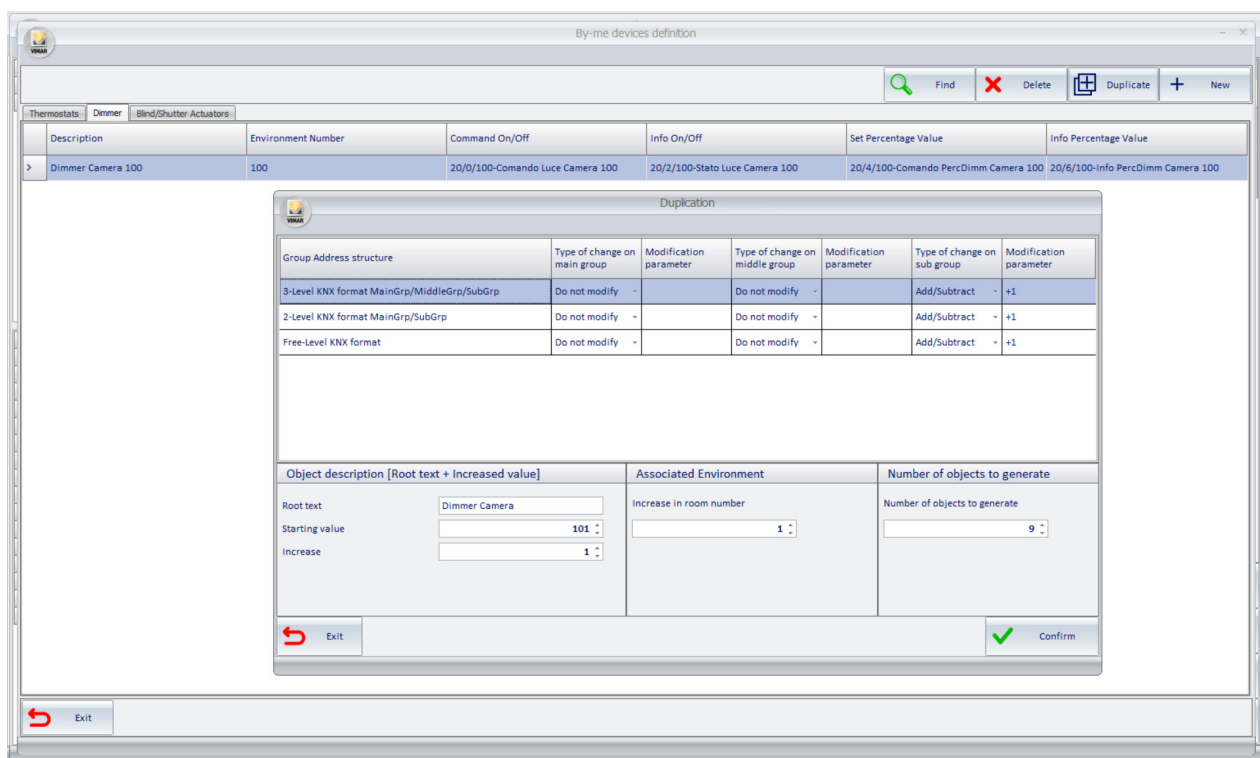 By-me devices definition
VIMAR
Find Delete Duplicate New
Thermostats Dimmer Blind/Shutter Actuators
Description Environment Number Command On/Off Info On/Off Set Percentage Value Info Percentage Value
Dimmer Camera 100 100 20/0/100-Comando Luce Camera 100 20/2/100-Stato Luce Camera 100 20/4/100-Comando PercDimm Camera 100 20/6/100-Info PercDimm Camera 100
Duplication
VIMAR
Group Address structure Type of change on main group Modification parameter Type of change on middle group Modification parameter Type of change on sub group Modification parameter
3-Level KNX format MainGrp/MiddleGrp/SubGrp Do not modify Do not modify Add/Subtract +1
2-Level KNX format MainGrp/SubGrp Do not modify Do not modify Add/Subtract +1
Free-Level KNX format Do not modify Do not modify Add/Subtract +1
Object description [Root text + Increased value] Associated Environment Number of objects to generate
Root text Dimmer Camera Increase in room number Number of objects to generate
Starting value 101 1 9
Increase 1
Exit Confirm
Exit